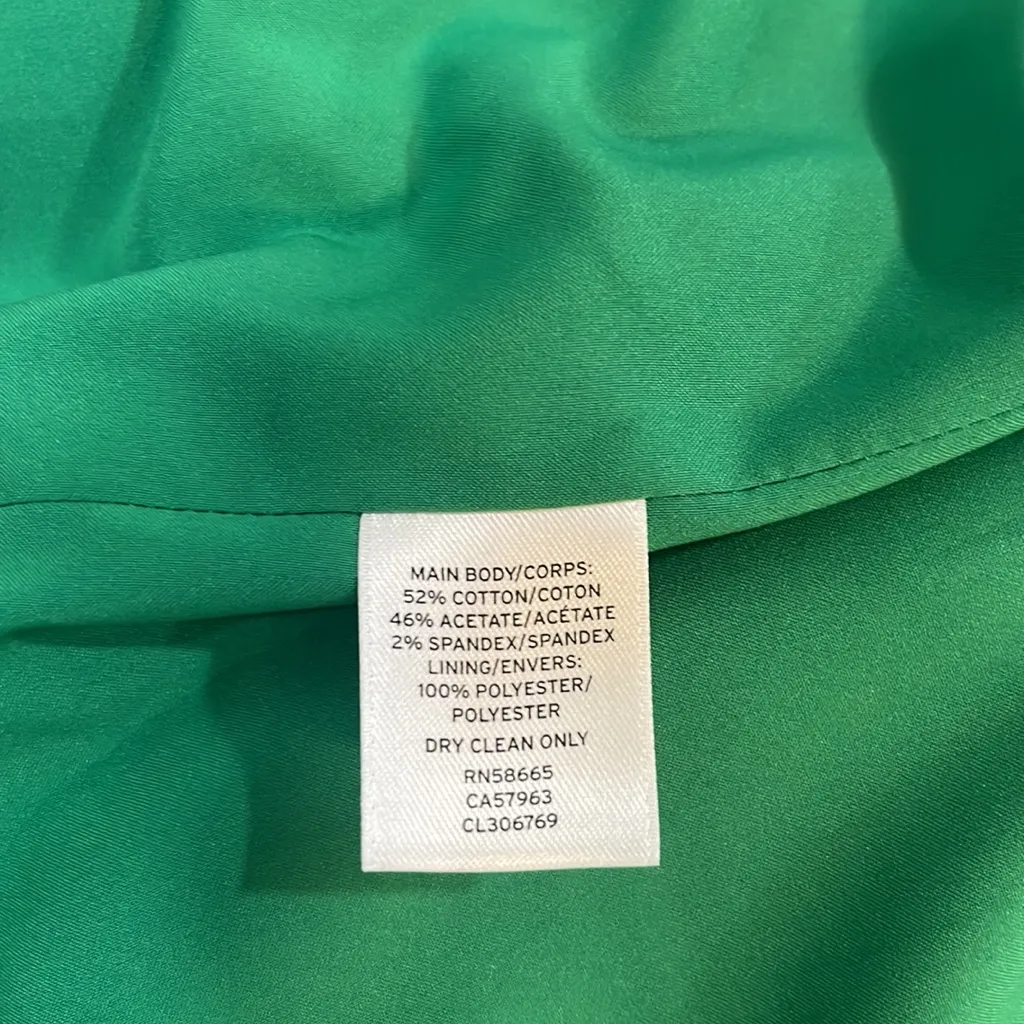 MAIN BODY/CORPS:
52% COTTON/COTON
46% ACETATE/ACÉTATE
2% SPANDEX/SPANDEX
LINING/ENVERS:
100% POLYESTER/
POLYESTER
DRY CLEAN ONLY
RN58665
CA57963
CL306769